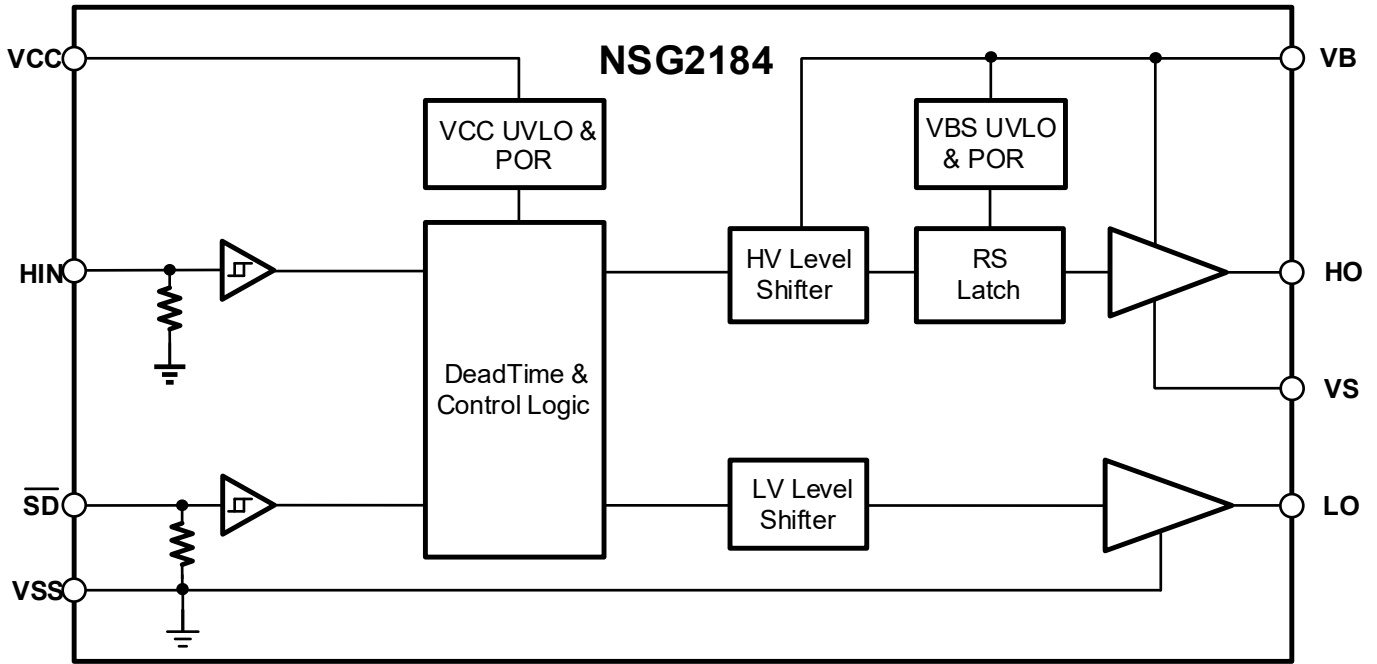 NSG2184
VCC
VB
VCC UVLO &
POR
VBS UVLO
& POR
HIN
HV Level
Shifter
RS
Latch
HO
DeadTime &
Control Logic
VS
SD
LV Level
Shifter
LO
VSS